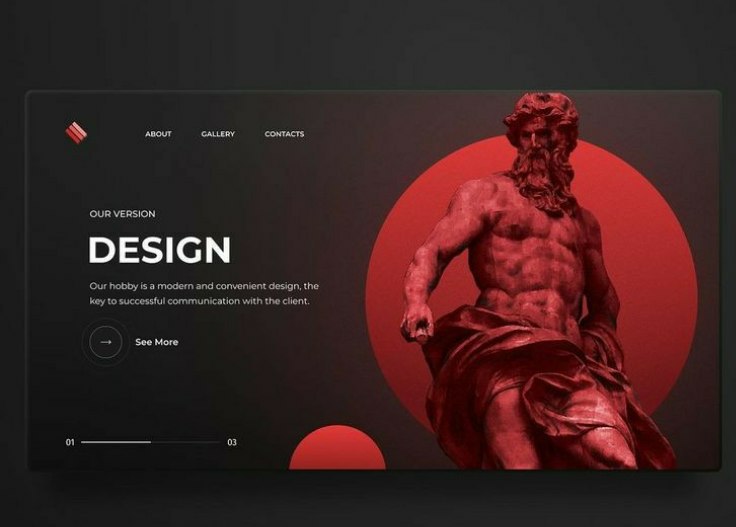 ABOUT GALLERY CONTACTS
OUR VERSION
DESIGN
Our hobby is a modern and convenient design, the
key to successful communication with the client.
→ See More
01 03